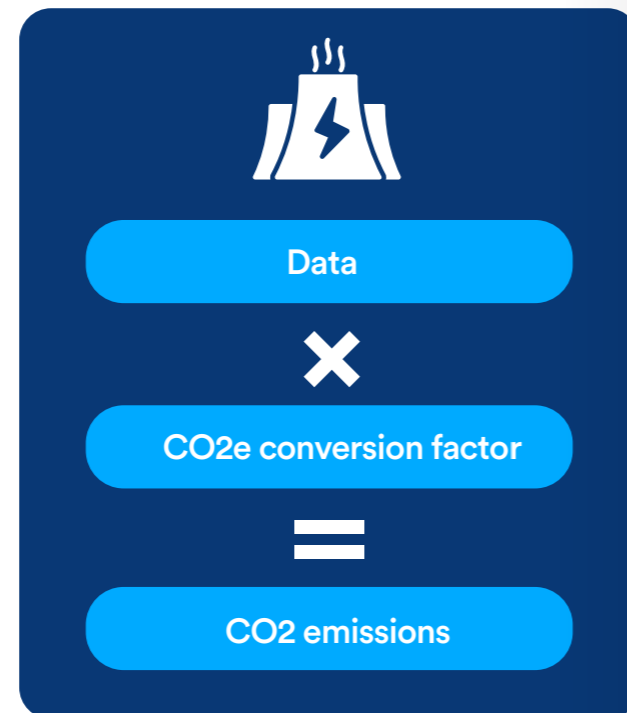 Data
×
CO2e conversion factor
=
CO2 emissions